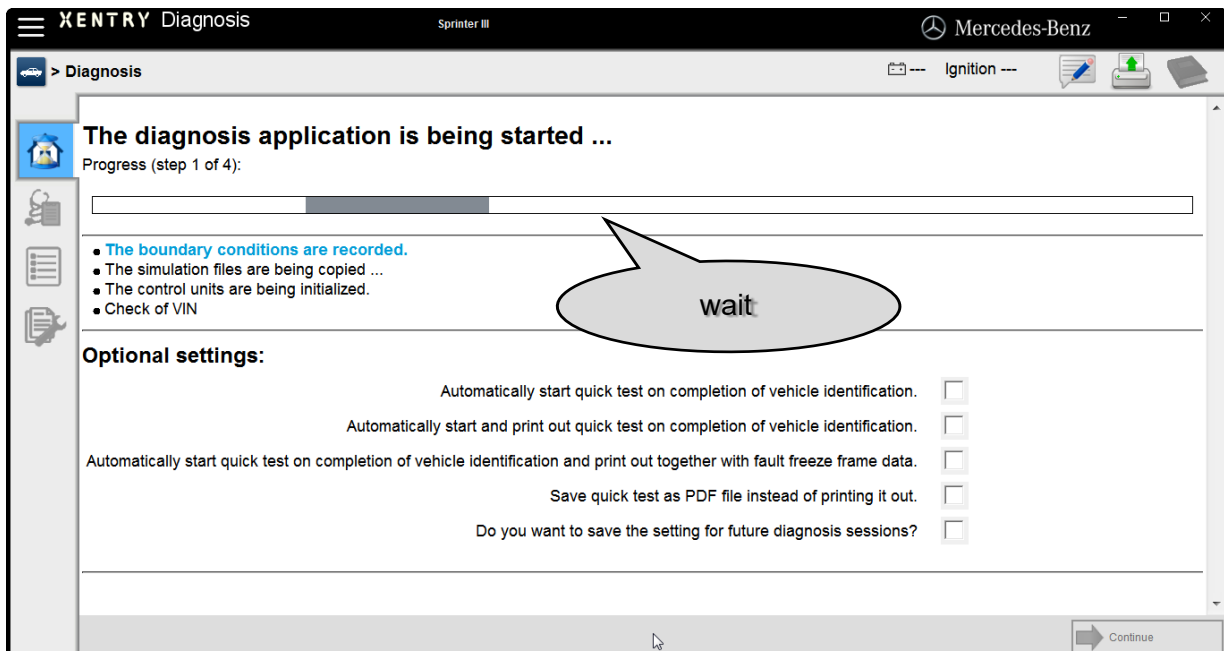 XENTRY Diagnosis
Sprinter III
Mercedes-Benz
> Diagnosis
---
Ignition ---
The diagnosis application is being started ...
Progress (step 1 of 4):
The boundary conditions are recorded.
The simulation files are being copied ...
The control units are being initialized.
Check of VIN
wait
Optional settings:
Automatically start quick test on completion of vehicle identification.
Automatically start and print out quick test on completion of vehicle identification.
Automatically start quick test on completion of vehicle identification and print out together with fault freeze frame data.
Save quick test as PDF file instead of printing it out.
Do you want to save the setting for future diagnosis sessions?
Continue